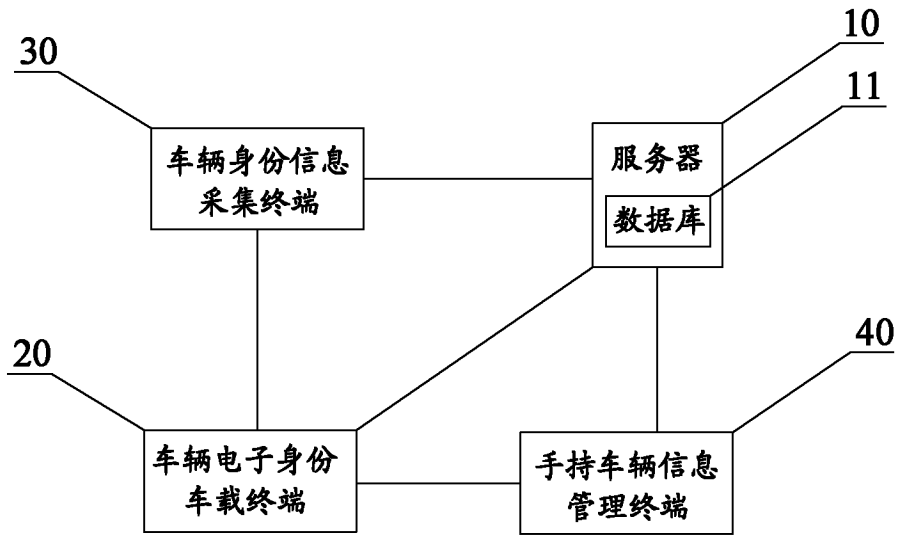 10
30
11
车辆身份信息
采集终端
服务器
数据库
20
40
车辆电子身份
车载终端
手持车辆信息
管理终端